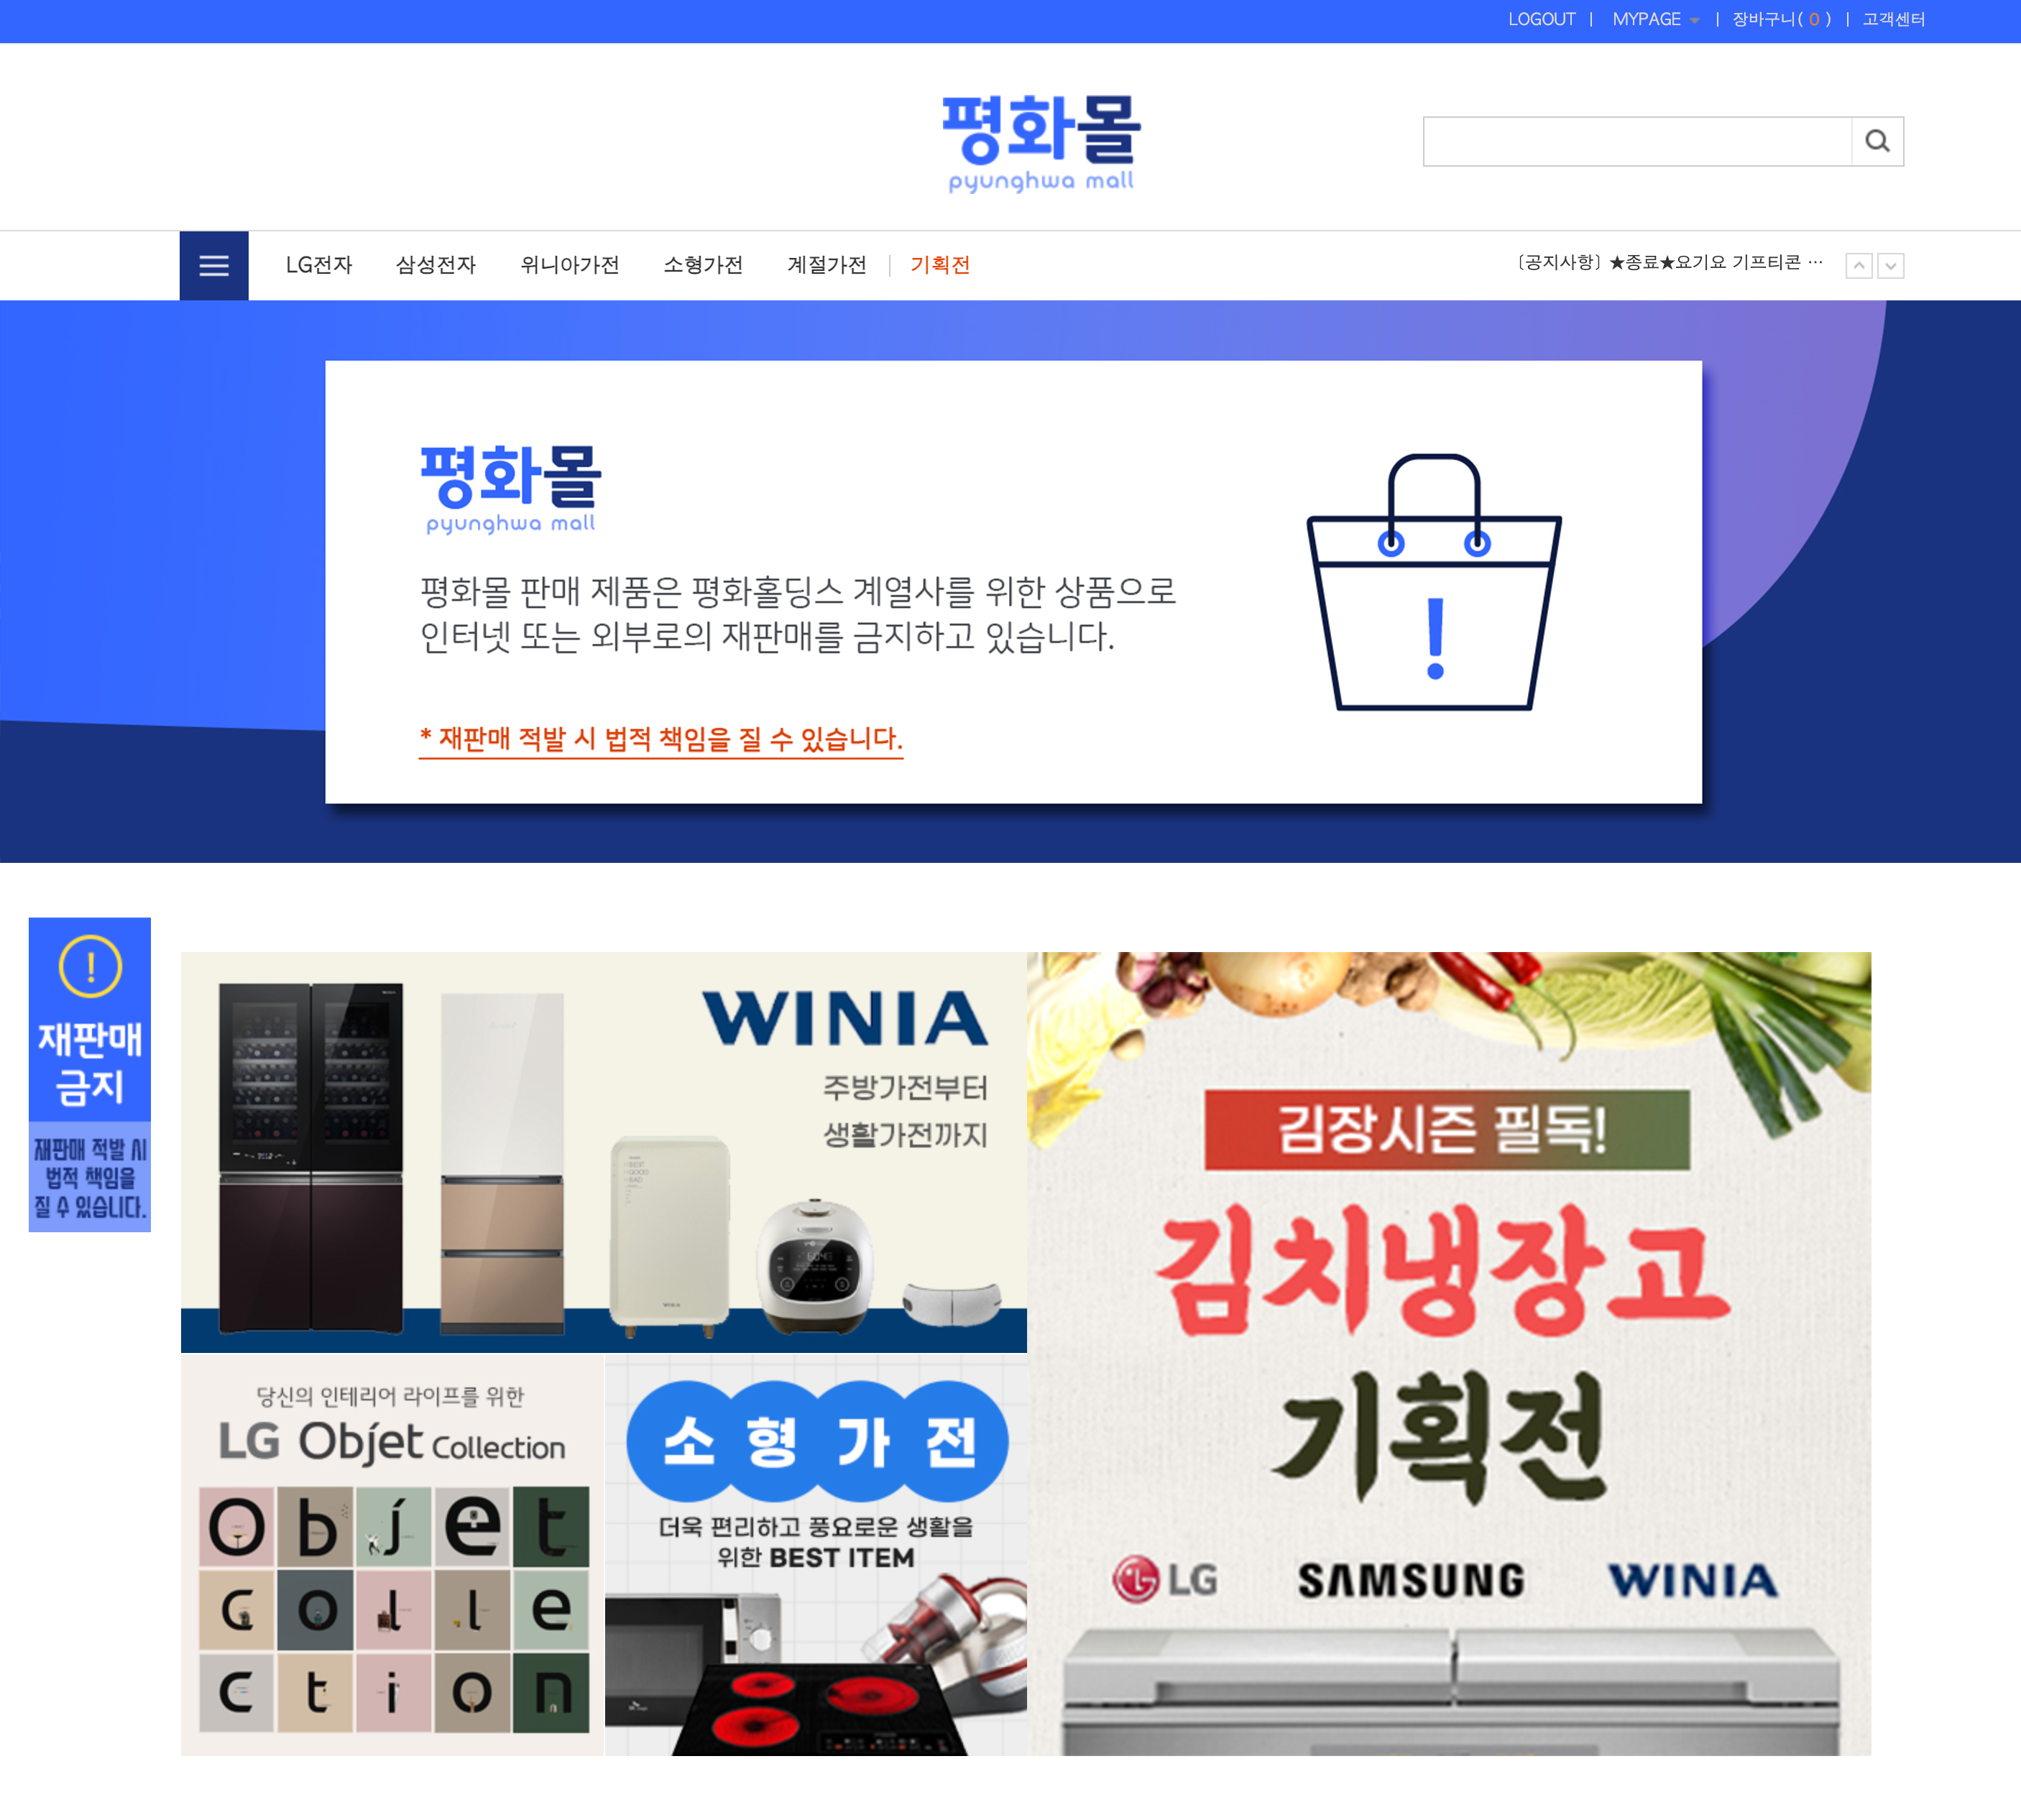 LOGOUT | MYPAGE | 장바구니( 0 ) | 고객센터
평화몰
pyunghwa mall
LG전자 삼성전자 위니아가전 소형가전 계절가전 | 기획전
[공지사항] ★종료★요기요 기프티콘 …
평화몰
pyunghwa mall
평화몰 판매 제품은 평화홀딩스 계열사를 위한 상품으로
인터넷 또는 외부로의 재판매를 금지하고 있습니다.
!
* 재판매 적발 시 법적 책임을 질 수 있습니다.
!
재판매
금지
재판매 적발 시
법적 책임을
질 수 있습니다.
WINIA
주방가전부터
생활가전까지
WINIA
BEST
GOOD
BAD
WINIA
당신의 인테리어 라이프를 위한
LG Objet Collection
Objet
Colle
ction
소형가전
더욱 편리하고 풍요로운 생활을
위한 BEST ITEM
김장시즌 필독!
김치냉장고
기획전
LG SAMSUNG WINIA